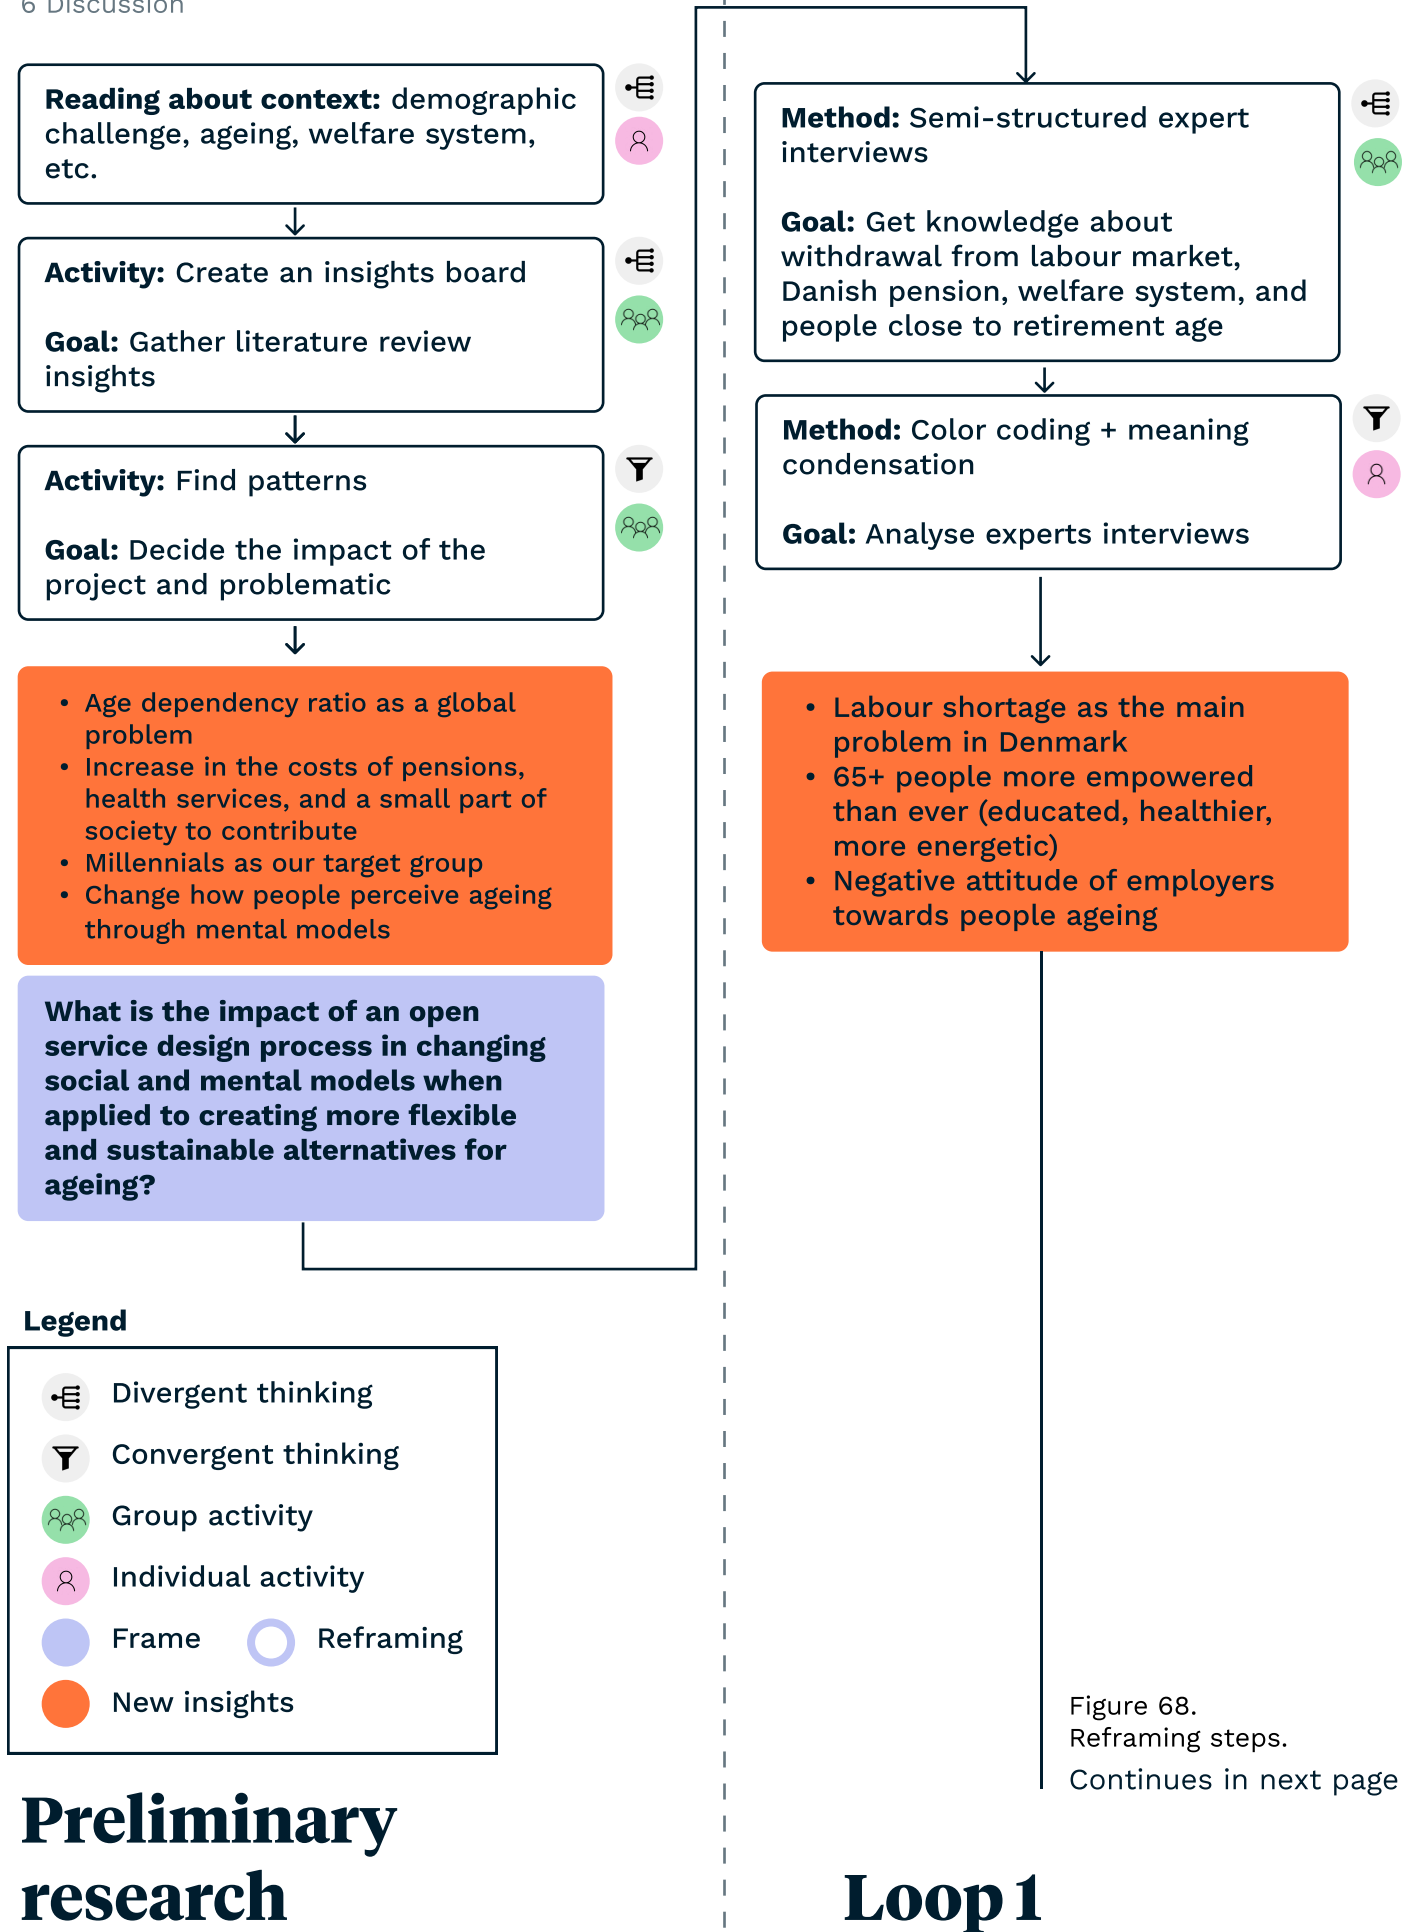 6 Discussion
Reading about context: demographic
challenge, ageing, welfare system,
etc.
Activity: Create an insights board
Goal: Gather literature review
insights
Activity: Find patterns
Goal: Decide the impact of the
project and problematic
• Age dependency ratio as a global
problem
• Increase in the costs of pensions,
health services, and a small part of
society to contribute
• Millennials as our target group
• Change how people perceive ageing
through mental models
What is the impact of an open
service design process in changing
social and mental models when
applied to creating more flexible
and sustainable alternatives for
ageing?
Legend
Divergent thinking
Convergent thinking
Group activity
Individual activity
Frame
Reframing
New insights
Preliminary
research
Method: Semi-structured expert
interviews
Goal: Get knowledge about
withdrawal from labour market,
Danish pension, welfare system, and
people close to retirement age
Method: Color coding + meaning
condensation
Goal: Analyse experts interviews
• Labour shortage as the main
problem in Denmark
• 65+ people more empowered
than ever (educated, healthier,
more energetic)
• Negative attitude of employers
towards people ageing
Figure 68.
Reframing steps.
Continues in next page
Loop 1